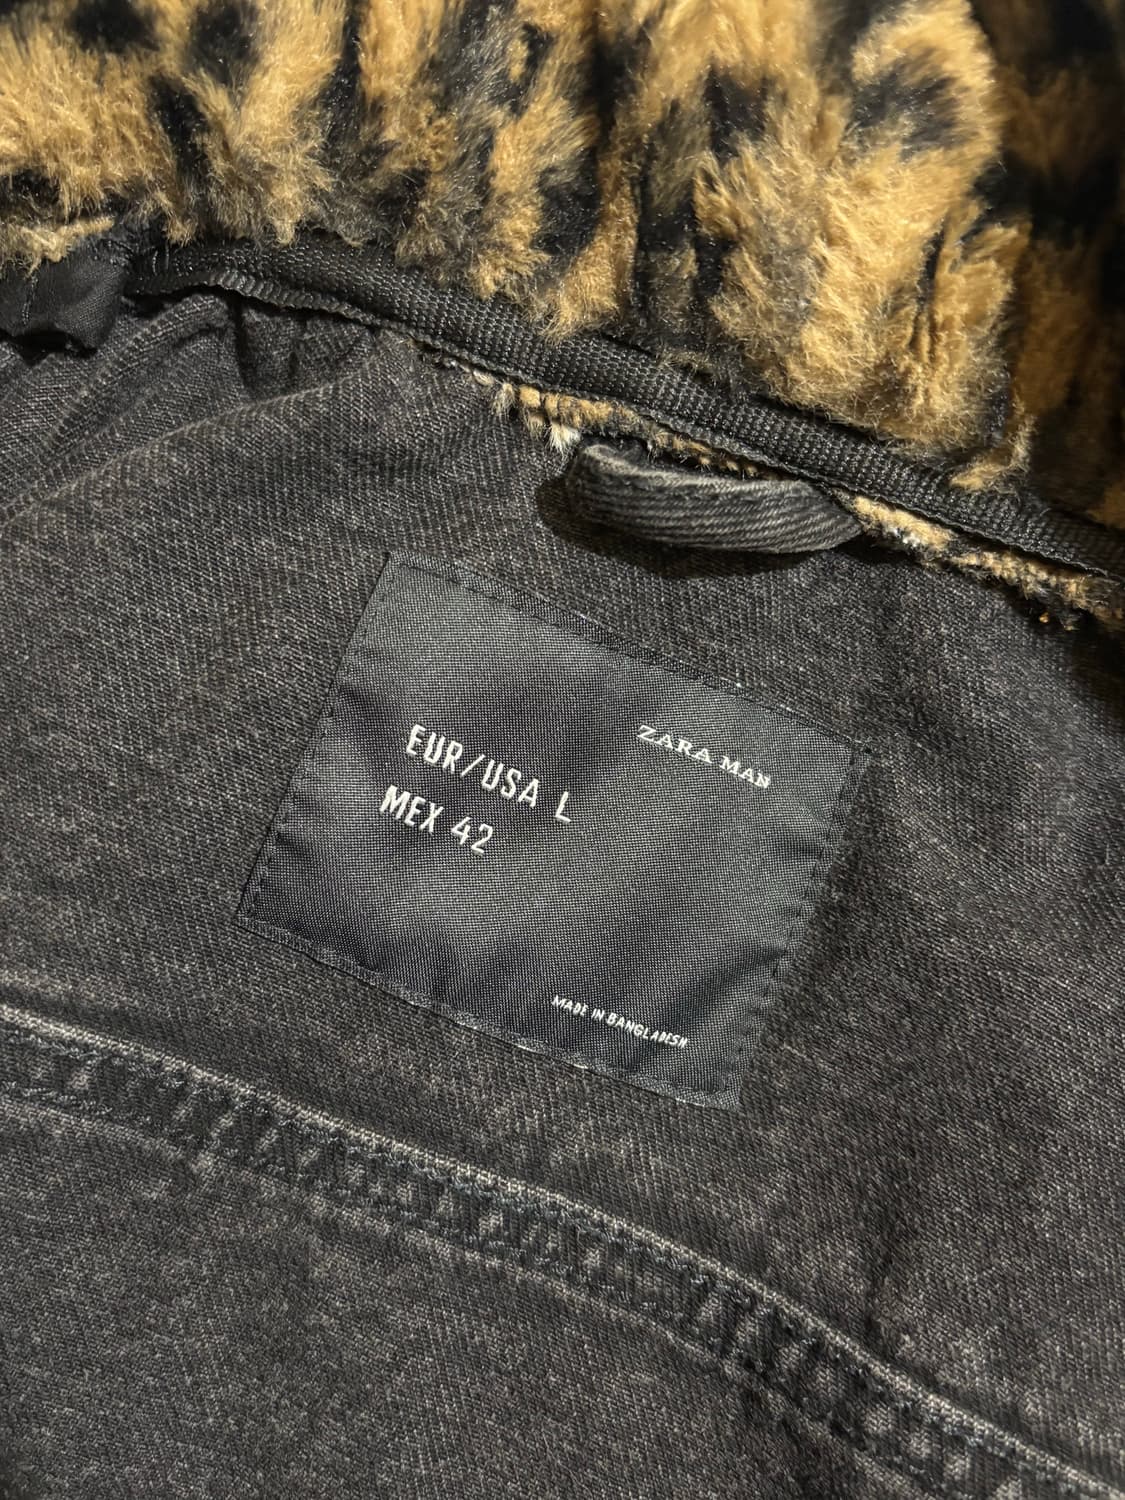 ZARA MAN
EUR/USA L
MEX 42
MADE IN BANGLADESH